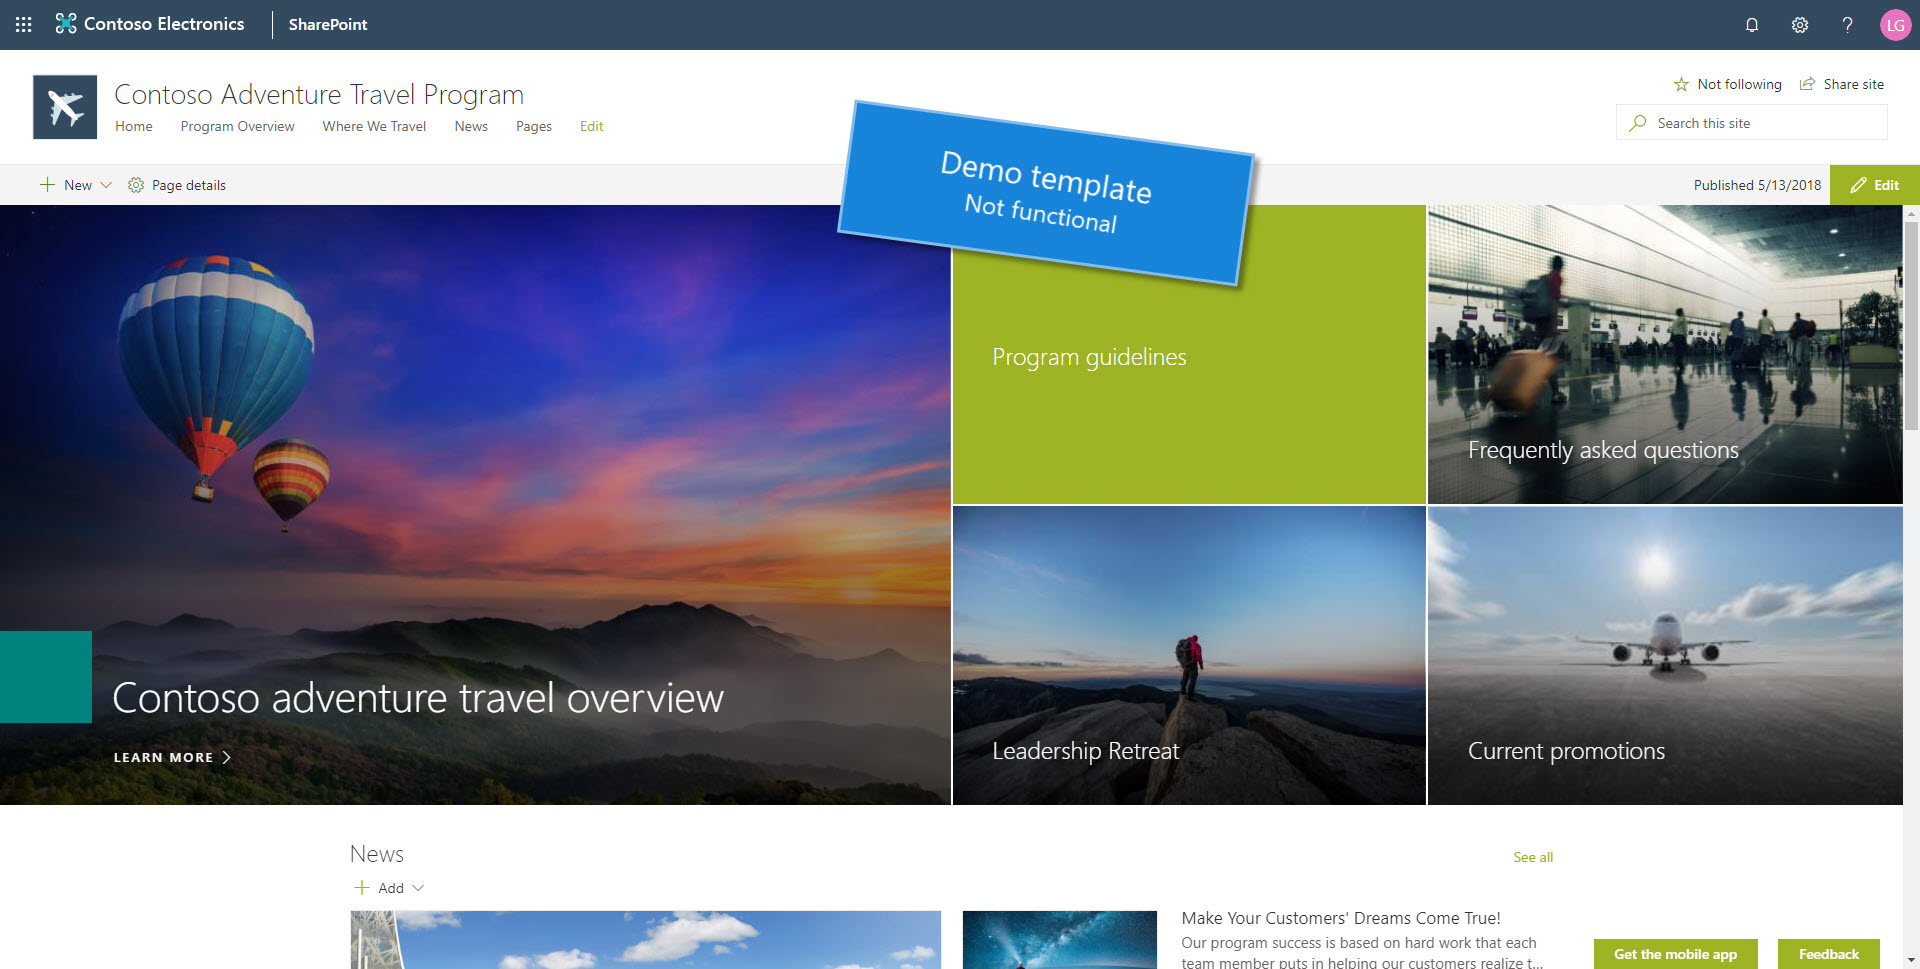 Contoso Electronics
SharePoint
LG
Contoso Adventure Travel Program
Home Program Overview Where We Travel News Pages Edit
Not following Share site
Search this site
Demo template
Not functional
New Page details
Published 5/13/2018 Edit
Contoso adventure travel overview
LEARN MORE
Program guidelines
Frequently asked questions
Leadership Retreat
Current promotions
News
See all
Add
Make Your Customers' Dreams Come True!
Our program success is based on hard work that each
team member puts in helping our customers realize t...
Get the mobile app
Feedback